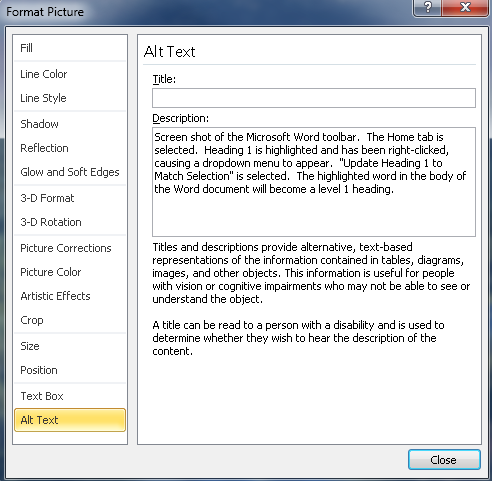 Format Picture
Fill
Line Color
Line Style
Shadow
Reflection
Glow and Soft Edges
3-D Format
3-D Rotation
Picture Corrections
Picture Color
Artistic Effects
Crop
Size
Position
Text Box
Alt Text
Alt Text
Title:
Description:
Screen shot of the Microsoft Word toolbar.  The Home tab is
selected.  Heading 1 is highlighted and has been right-clicked,
causing a dropdown menu to appear.  "Update Heading 1 to
Match Selection" is selected.  The highlighted word in the body of
the Word document will become a level 1 heading.
Titles and descriptions provide alternative, text-based
representations of the information contained in tables, diagrams,
images, and other objects. This information is useful for people
with vision or cognitive impairments who may not be able to see or
understand the object.
A title can be read to a person with a disability and is used to
determine whether they wish to hear the description of the
content.
Close